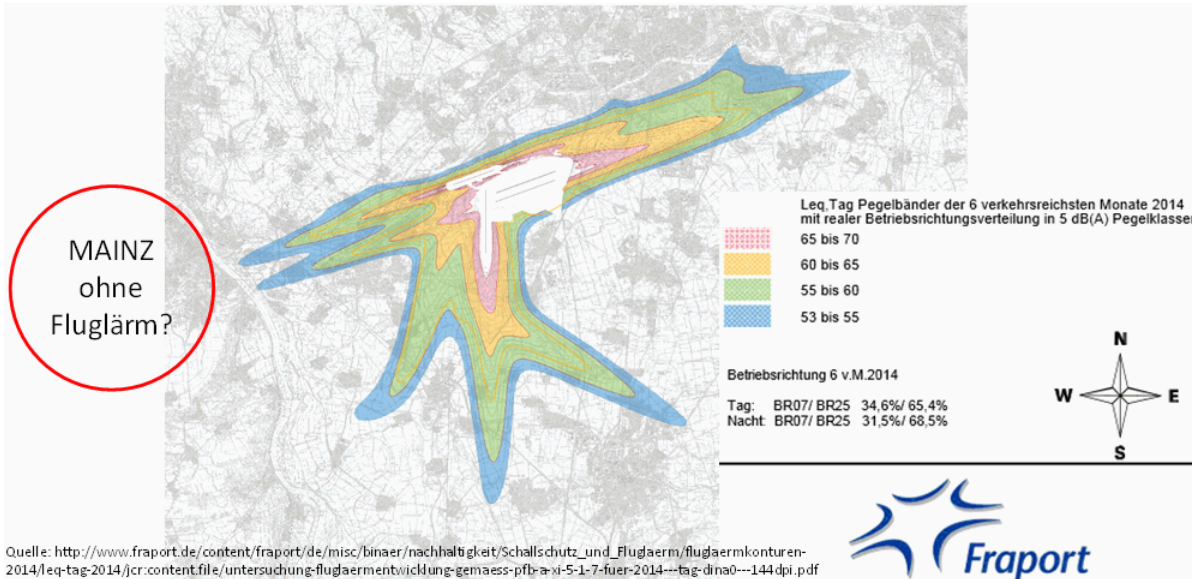 MAINZ
ohne
Fluglärm?
Leq,Tag Pegelbänder der 6 verkehrsreichsten Monate 2014
mit realer Betriebsrichtungsverteilung in 5 dB(A) Pegelklassen
65 bis 70
60 bis 65
55 bis 60
53 bis 55
Betriebsrichtung 6 v.M.2014
Tag: BR07/ BR25 34,6%/ 65,4%
Nacht: BR07/ BR25 31,5%/ 68,5%
N
W E
S
Fraport
Quelle: http://www.fraport.de/content/fraport/de/misc/binaer/nachhaltigkeit/Schallschutz_und_Fluglaerm/fluglaermkonturen-
2014/leq-tag-2014/jcr:content.file/untersuchung-fluglaermentwicklung-gemaess-pfb-a-xi-5-1-7-fuer-2014---tag-dina0---144dpi.pdf